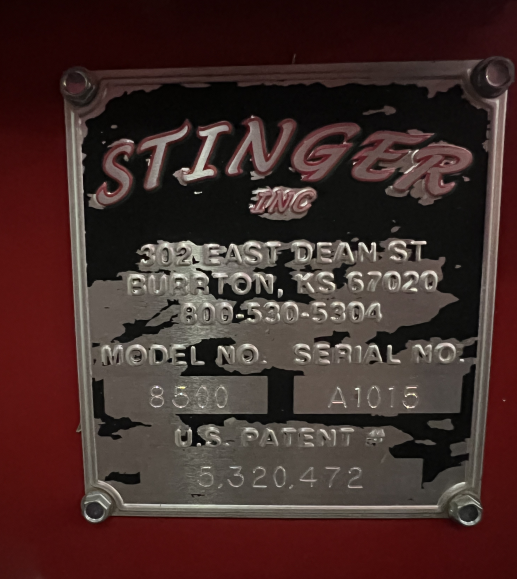 STINGER
INC
302 EAST DEAN ST
BURRTON, KS 67020
800-530-5304
MODEL NO. SERIAL NO.
8500 A1015
U.S. PATENT #
5,320,472